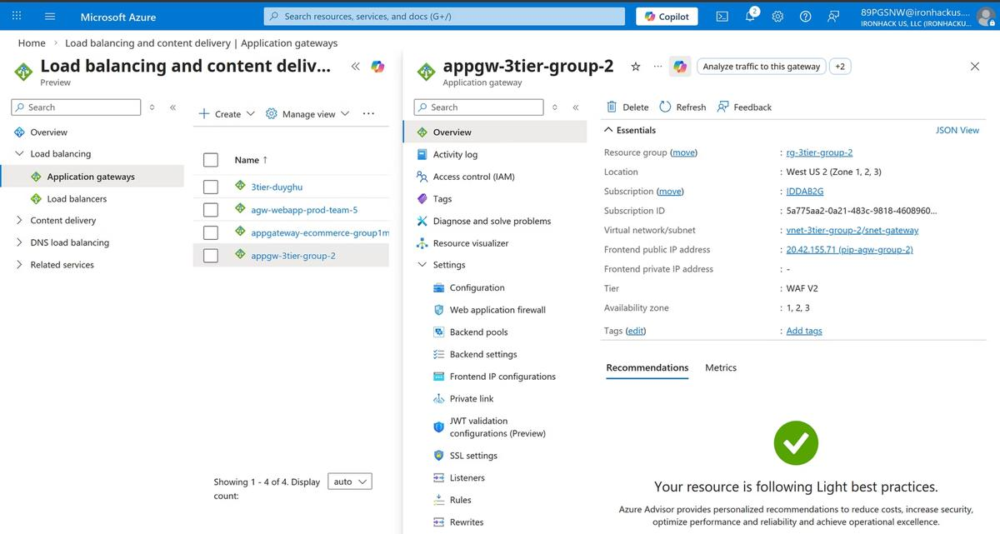 Microsoft Azure
Search resources, services, and docs (G+/)
Copilot
2
89PGSNW@ironhackus....
IRONHACK US, LLC (IRONHACKU...
Home > Load balancing and content delivery | Application gateways
Load balancing and content deliv...
Preview
Search
Overview
Load balancing
Application gateways
Load balancers
Content delivery
DNS load balancing
Related services
Create
Manage view
Name ↑
3tier-duyghu
agw-webapp-prod-team-5
appgateway-ecommerce-group1m
appgw-3tier-group-2
Showing 1 - 4 of 4. Display count: auto
appgw-3tier-group-2
Application gateway
Analyze traffic to this gateway
+2
Search
Overview
Activity log
Access control (IAM)
Tags
Diagnose and solve problems
Resource visualizer
Settings
Configuration
Web application firewall
Backend pools
Backend settings
Frontend IP configurations
Private link
JWT validation
configurations (Preview)
SSL settings
Listeners
Rules
Rewrites
Delete
Refresh
Feedback
Essentials
JSON View
Resource group (move) : rg-3tier-group-2
Location : West US 2 (Zone 1, 2, 3)
Subscription (move) : IDDAB2G
Subscription ID : 5a775aa2-0a21-483c-9818-4608960...
Virtual network/subnet : vnet-3tier-group-2/snet-gateway
Frontend public IP address : 20.42.155.71 (pip-agw-group-2)
Frontend private IP address : -
Tier : WAF V2
Availability zone : 1, 2, 3
Tags (edit) : Add tags
Recommendations
Metrics
Your resource is following Light best practices.
Azure Advisor provides personalized recommendations to reduce costs, increase security,
optimize performance and reliability and achieve operational excellence.